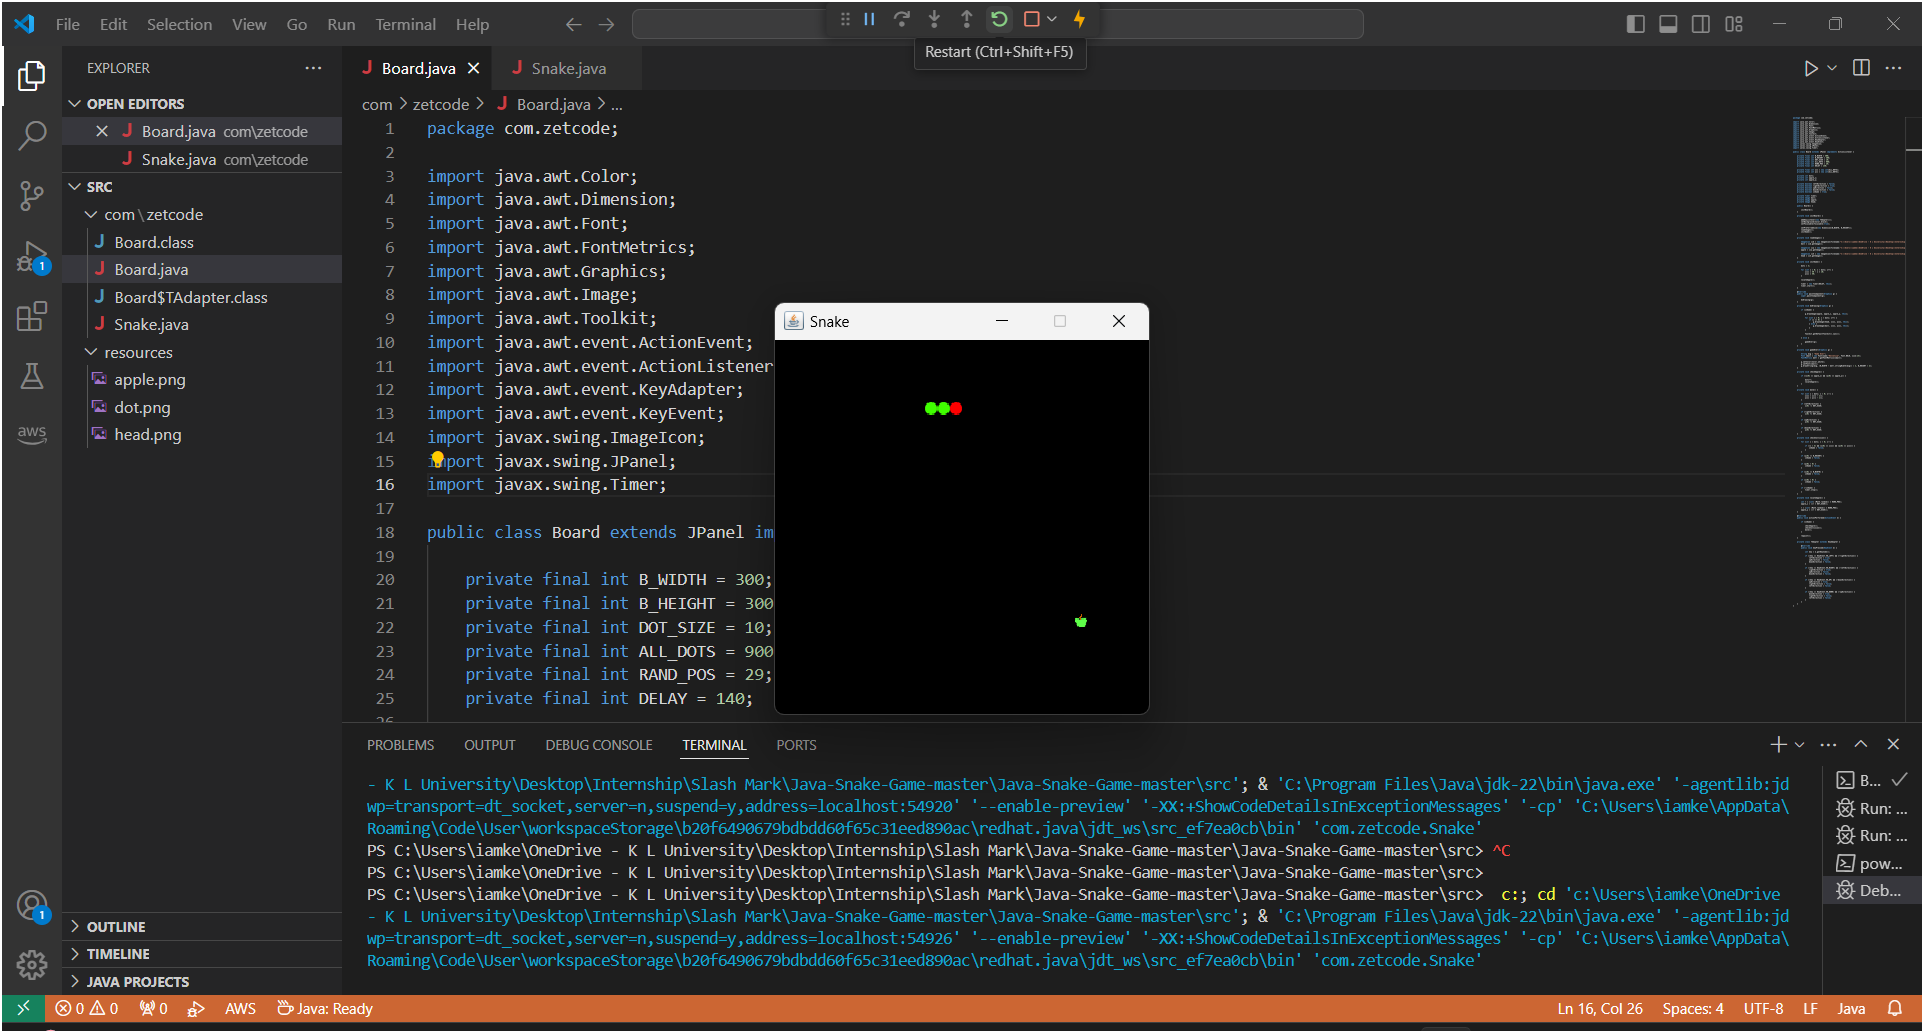 File Edit Selection View Go Run Terminal Help
Restart (Ctrl+Shift+F5)
EXPLORER
OPEN EDITORS
Board.java com\zetcode
Snake.java com\zetcode
SRC
com\zetcode
Board.class
Board.java
Board$TAdapter.class
Snake.java
resources
apple.png
dot.png
head.png
aws
1
1
OUTLINE
TIMELINE
JAVA PROJECTS
Board.java Snake.java
com > zetcode > Board.java > ...
1 package com.zetcode;
2
3 import java.awt.Color;
4 import java.awt.Dimension;
5 import java.awt.Font;
6 import java.awt.FontMetrics;
7 import java.awt.Graphics;
8 import java.awt.Image;
9 import java.awt.Toolkit;
10 import java.awt.event.ActionEvent;
11 import java.awt.event.ActionListener
12 import java.awt.event.KeyAdapter;
13 import java.awt.event.KeyEvent;
14 import javax.swing.ImageIcon;
15 import javax.swing.JPanel;
16 import javax.swing.Timer;
17
18 public class Board extends JPanel im
19
20 private final int B_WIDTH = 300;
21 private final int B_HEIGHT = 300
22 private final int DOT_SIZE = 10;
23 private final int ALL_DOTS = 900
24 private final int RAND_POS = 29;
25 private final int DELAY = 140;
26
Snake
PROBLEMS OUTPUT DEBUG CONSOLE TERMINAL PORTS
- K L University\Desktop\Internship\Slash Mark\Java-Snake-Game-master\Java-Snake-Game-master\src'; & 'C:\Program Files\Java\jdk-22\bin\java.exe' '-agentlib:jd
wp=transport=dt_socket,server=n,suspend=y,address=localhost:54920' '--enable-preview' '-XX:+ShowCodeDetailsInExceptionMessages' '-cp' 'C:\Users\iamke\AppData\
Roaming\Code\User\workspaceStorage\b20f6490679bdbdd60f65c31eed890ac\redhat.java\jdt_ws\src_ef7ea0cb\bin' 'com.zetcode.Snake'
PS C:\Users\iamke\OneDrive - K L University\Desktop\Internship\Slash Mark\Java-Snake-Game-master\Java-Snake-Game-master\src> ^C
PS C:\Users\iamke\OneDrive - K L University\Desktop\Internship\Slash Mark\Java-Snake-Game-master\Java-Snake-Game-master\src>
PS C:\Users\iamke\OneDrive - K L University\Desktop\Internship\Slash Mark\Java-Snake-Game-master\Java-Snake-Game-master\src> c:; cd 'c:\Users\iamke\OneDrive
- K L University\Desktop\Internship\Slash Mark\Java-Snake-Game-master\Java-Snake-Game-master\src'; & 'C:\Program Files\Java\jdk-22\bin\java.exe' '-agentlib:jd
wp=transport=dt_socket,server=n,suspend=y,address=localhost:54926' '--enable-preview' '-XX:+ShowCodeDetailsInExceptionMessages' '-cp' 'C:\Users\iamke\AppData\
Roaming\Code\User\workspaceStorage\b20f6490679bdbdd60f65c31eed890ac\redhat.java\jdt_ws\src_ef7ea0cb\bin' 'com.zetcode.Snake'
B...
Run: ...
Run: ...
pow...
Deb...
0 0 0 AWS Java: Ready Ln 16, Col 26 Spaces: 4 UTF-8 LF Java